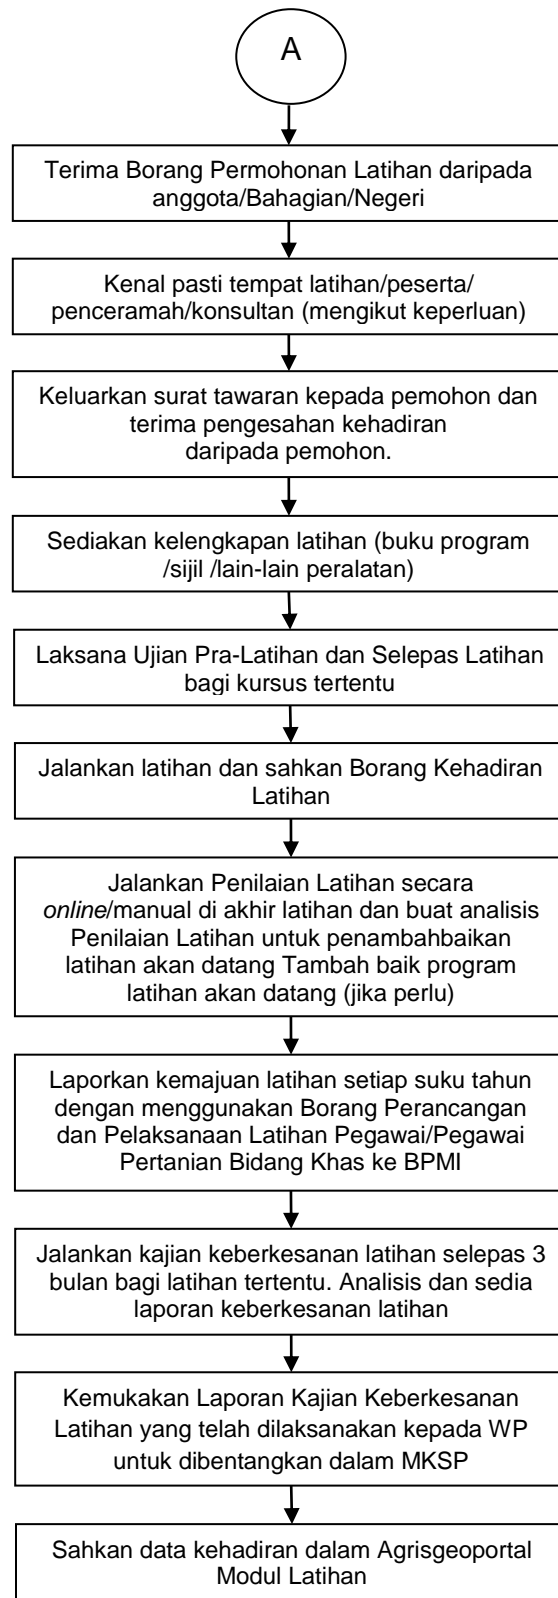 A
Terima Borang Permohonan Latihan daripada
anggota/Bahagian/Negeri
Kenal pasti tempat latihan/peserta/
penceramah/konsultan (mengikut keperluan)
Keluarkan surat tawaran kepada pemohon dan
terima pengesahan kehadiran
daripada pemohon.
Sediakan kelengkapan latihan (buku program
/sijil /lain-lain peralatan)
Laksana Ujian Pra-Latihan dan Selepas Latihan
bagi kursus tertentu
Jalankan latihan dan sahkan Borang Kehadiran
Latihan
Jalankan Penilaian Latihan secara
online/manual di akhir latihan dan buat analisis
Penilaian Latihan untuk penambahbaikan
latihan akan datang Tambah baik program
latihan akan datang (jika perlu)
Laporkan kemajuan latihan setiap suku tahun
dengan menggunakan Borang Perancangan
dan Pelaksanaan Latihan Pegawai/Pegawai
Pertanian Bidang Khas ke BPMI
Jalankan kajian keberkesanan latihan selepas 3
bulan bagi latihan tertentu. Analisis dan sedia
laporan keberkesanan latihan
Kemukakan Laporan Kajian Keberkesanan
Latihan yang telah dilaksanakan kepada WP
untuk dibentangkan dalam MKSP
Sahkan data kehadiran dalam Agrisgeoportal
Modul Latihan